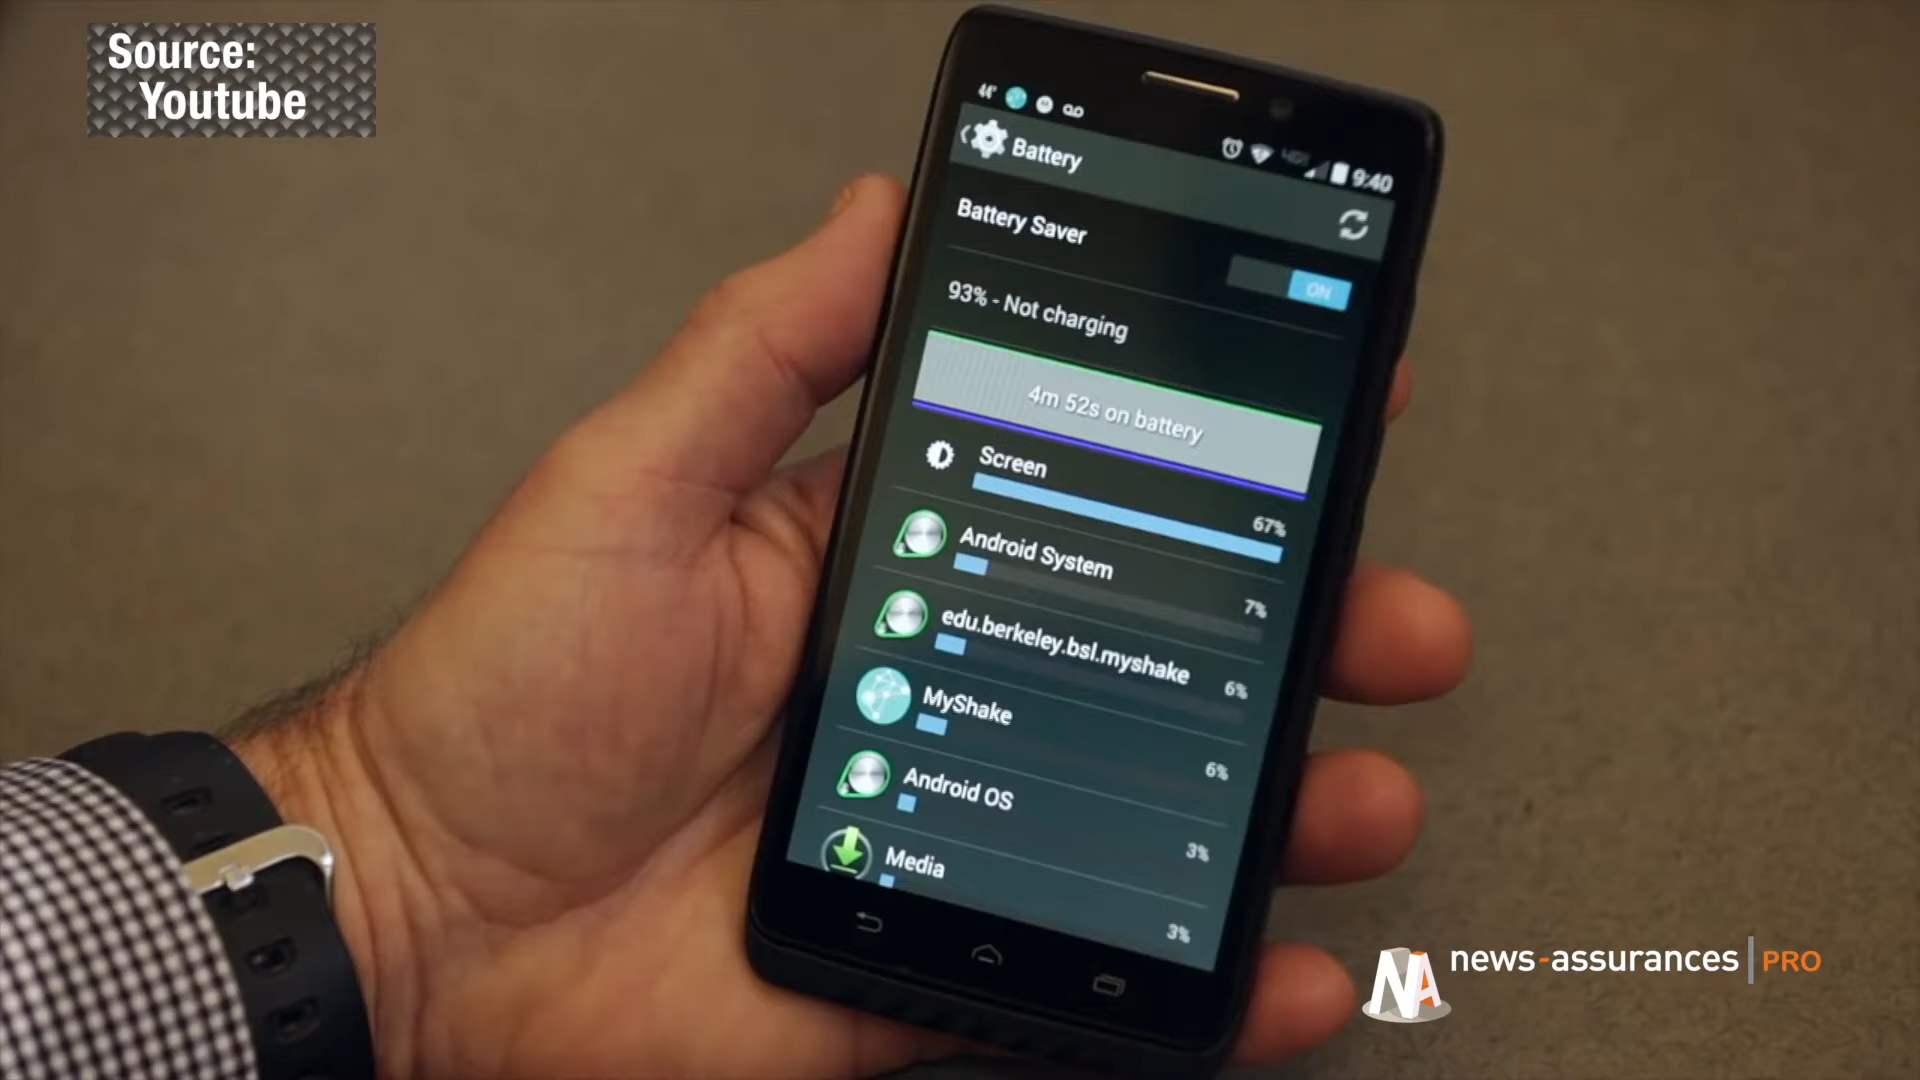 Source:
Youtube
44°
9:40
Battery
Battery Saver
ON
93% - Not charging
4m 52s on battery
Screen
67%
Android System
7%
edu.berkeley.bsl.myshake
6%
MyShake
6%
Android OS
3%
Media
3%
NA news-assurances PRO